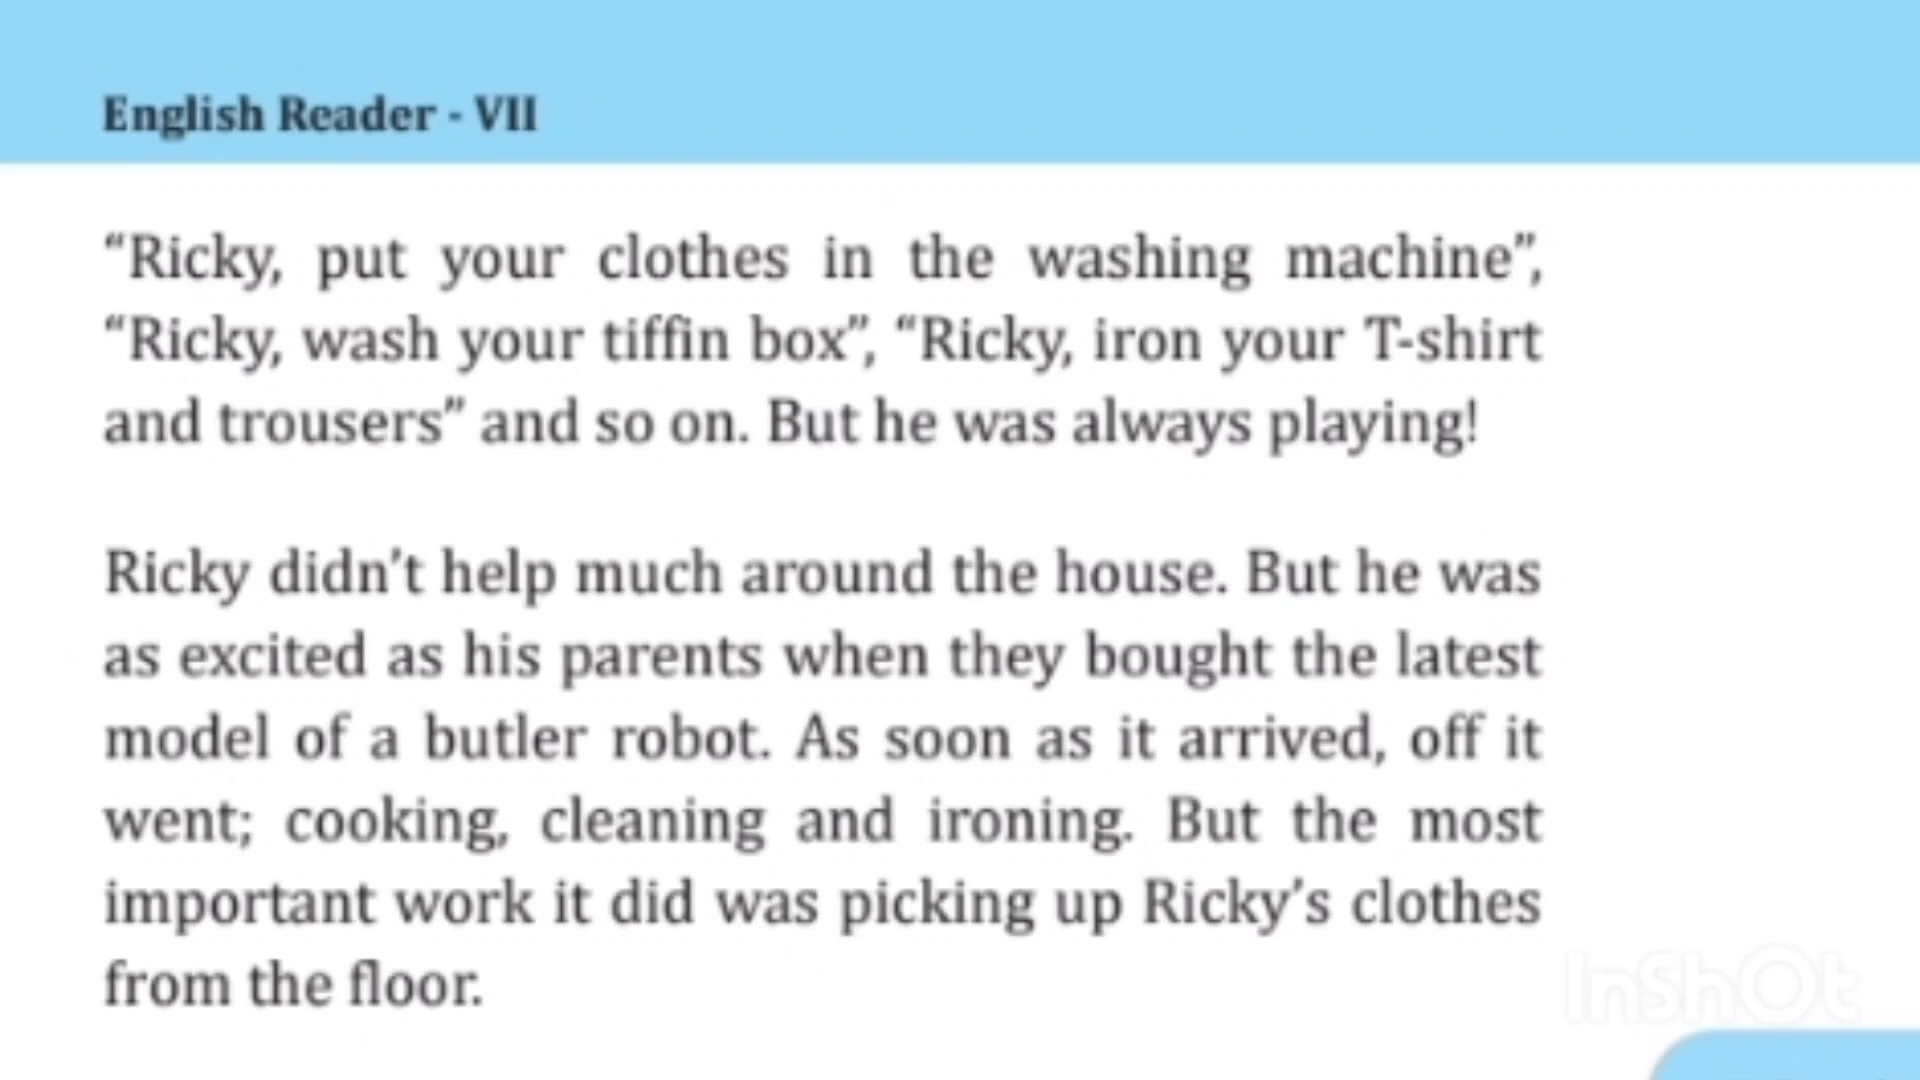 English Reader - VII
“Ricky, put your clothes in the washing machine”,
“Ricky, wash your tiffin box”, “Ricky, iron your T-shirt
and trousers” and so on. But he was always playing!
Ricky didn’t help much around the house. But he was
as excited as his parents when they bought the latest
model of a butler robot. As soon as it arrived, off it
went; cooking, cleaning and ironing. But the most
important work it did was picking up Ricky’s clothes
from the floor.
InShOt